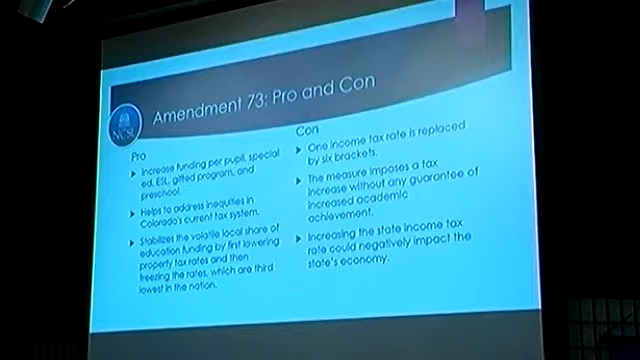 Amendment 73: Pro and Con
NCSL
Pro
Increase funding per pupil, special
ed, ESL, gifted program, and
preschool.
Helps to address inequities in
Colorado's current tax system.
Stabilizes the volatile local share of
education funding by first lowering
property tax rates and then
freezing the rates, which are third
lowest in the nation.
Con
One income tax rate is replaced
by six brackets.
The measure imposes a tax
increase without any guarantee of
increased academic
achievement.
Increasing the state income tax
rate could negatively impact the
state's economy.